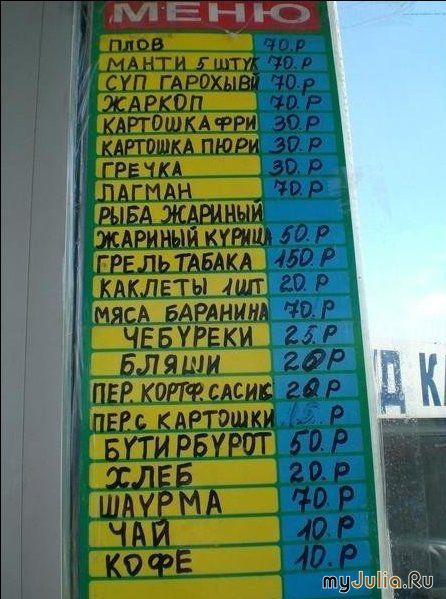 МЕНЮ
ПЛОВ 70.Р
МАНТИ 5 ШТУК 70.Р
СУП ГАРОХЫВЙ 70.Р
ЖАРКОП 70.Р
КАРТОШКА ФРИ 30.Р
КАРТОШКА ПЮРИ 30.Р
ГРЕЧКА 30.Р
ЛАГМАН 70.Р
РЫБА ЖАРИНЫЙ
ЖАРИНЫЙ КУРИЦА 50.Р
ГРЕЛЬ ТАБАКА 150.Р
КАКЛЕТЫ 1ШТ 20.Р
МЯСА БАРАНИНА 70.Р
ЧЕБУРЕКИ 25.Р
БЛЯШИ 20Р
ПЕР. КОРТФ. САСИК 20Р
ПЕР. С КАРТОШКИ 15.Р
БУТИРБУРОТ 50.Р
ХЛЕБ 20.Р
ШАУРМА 70.Р
ЧАЙ 10.Р
КОФЕ 10.Р
myJulia.Ru